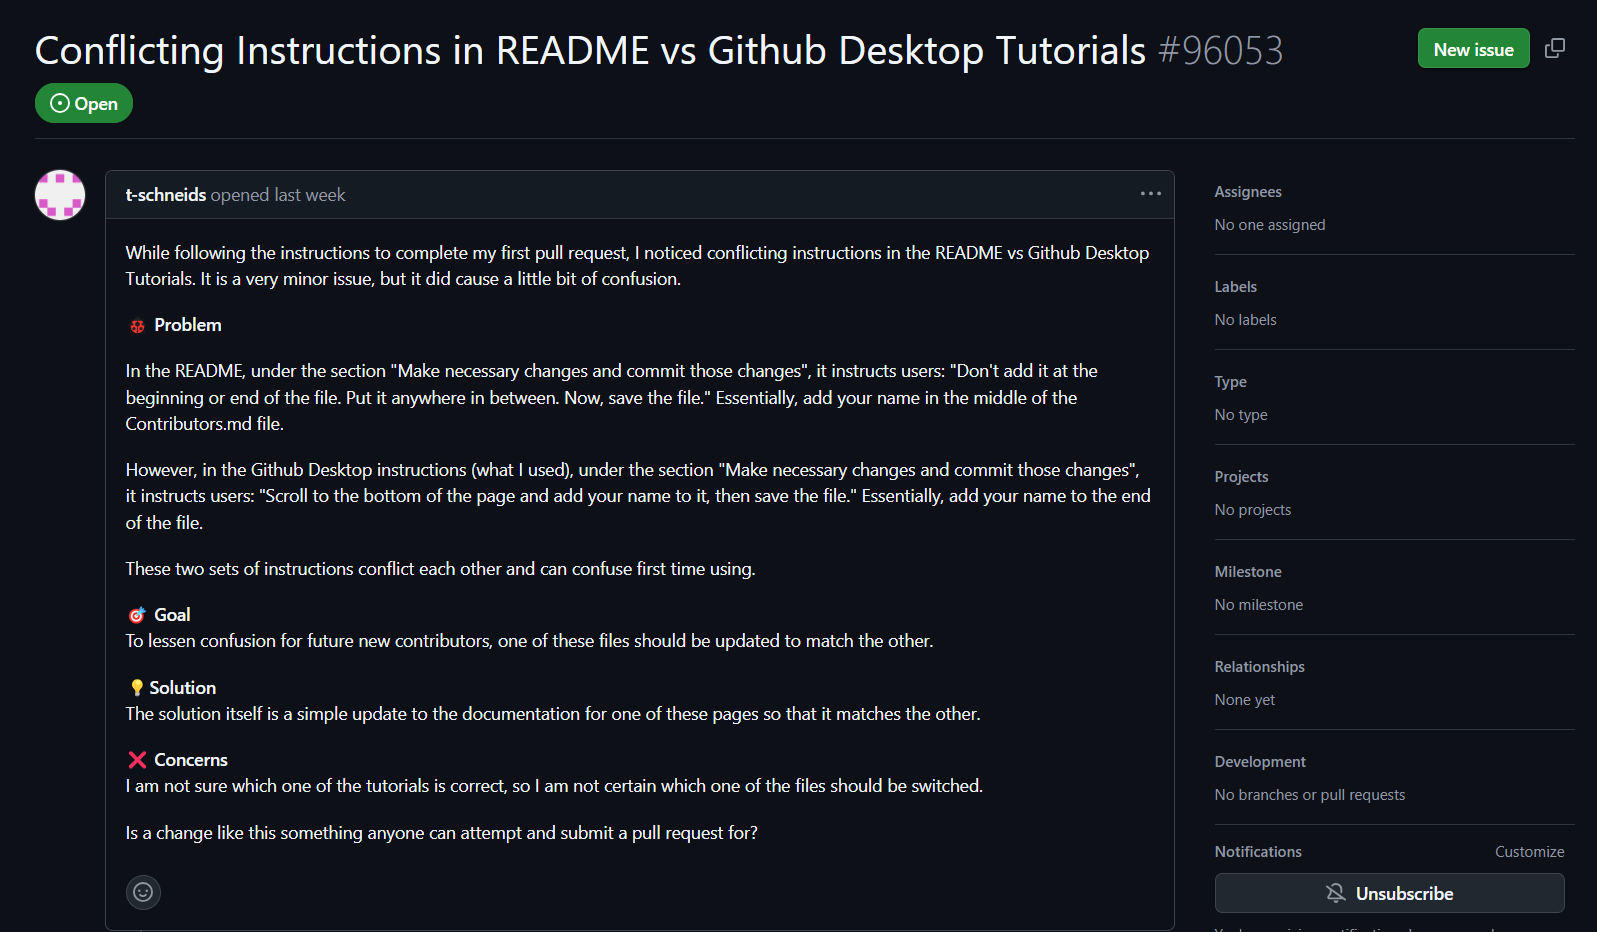 Conflicting Instructions in README vs Github Desktop Tutorials #96053
New issue
Open
t-schneids opened last week
While following the instructions to complete my first pull request, I noticed conflicting instructions in the README vs Github Desktop
Tutorials. It is a very minor issue, but it did cause a little bit of confusion.
🐞 Problem
In the README, under the section "Make necessary changes and commit those changes", it instructs users: "Don't add it at the
beginning or end of the file. Put it anywhere in between. Now, save the file." Essentially, add your name in the middle of the
Contributors.md file.
However, in the Github Desktop instructions (what I used), under the section "Make necessary changes and commit those changes",
it instructs users: "Scroll to the bottom of the page and add your name to it, then save the file." Essentially, add your name to the end
of the file.
These two sets of instructions conflict each other and can confuse first time using.
🎯 Goal
To lessen confusion for future new contributors, one of these files should be updated to match the other.
💡Solution
The solution itself is a simple update to the documentation for one of these pages so that it matches the other.
❌ Concerns
I am not sure which one of the tutorials is correct, so I am not certain which one of the files should be switched.
Is a change like this something anyone can attempt and submit a pull request for?
Assignees
No one assigned
Labels
No labels
Type
No type
Projects
No projects
Milestone
No milestone
Relationships
None yet
Development
No branches or pull requests
Notifications
Customize
Unsubscribe